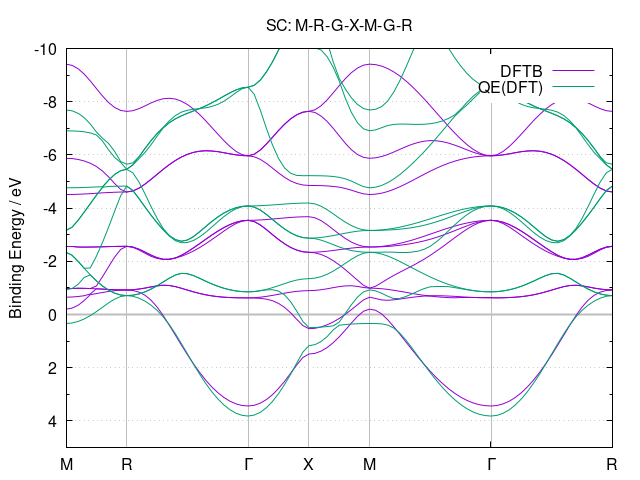 SC: M-R-G-X-M-G-R
-10
-8
-6
-4
-2
0
2
4
Binding Energy / eV
DFTB
QE(DFT)
M R Γ X M Γ R